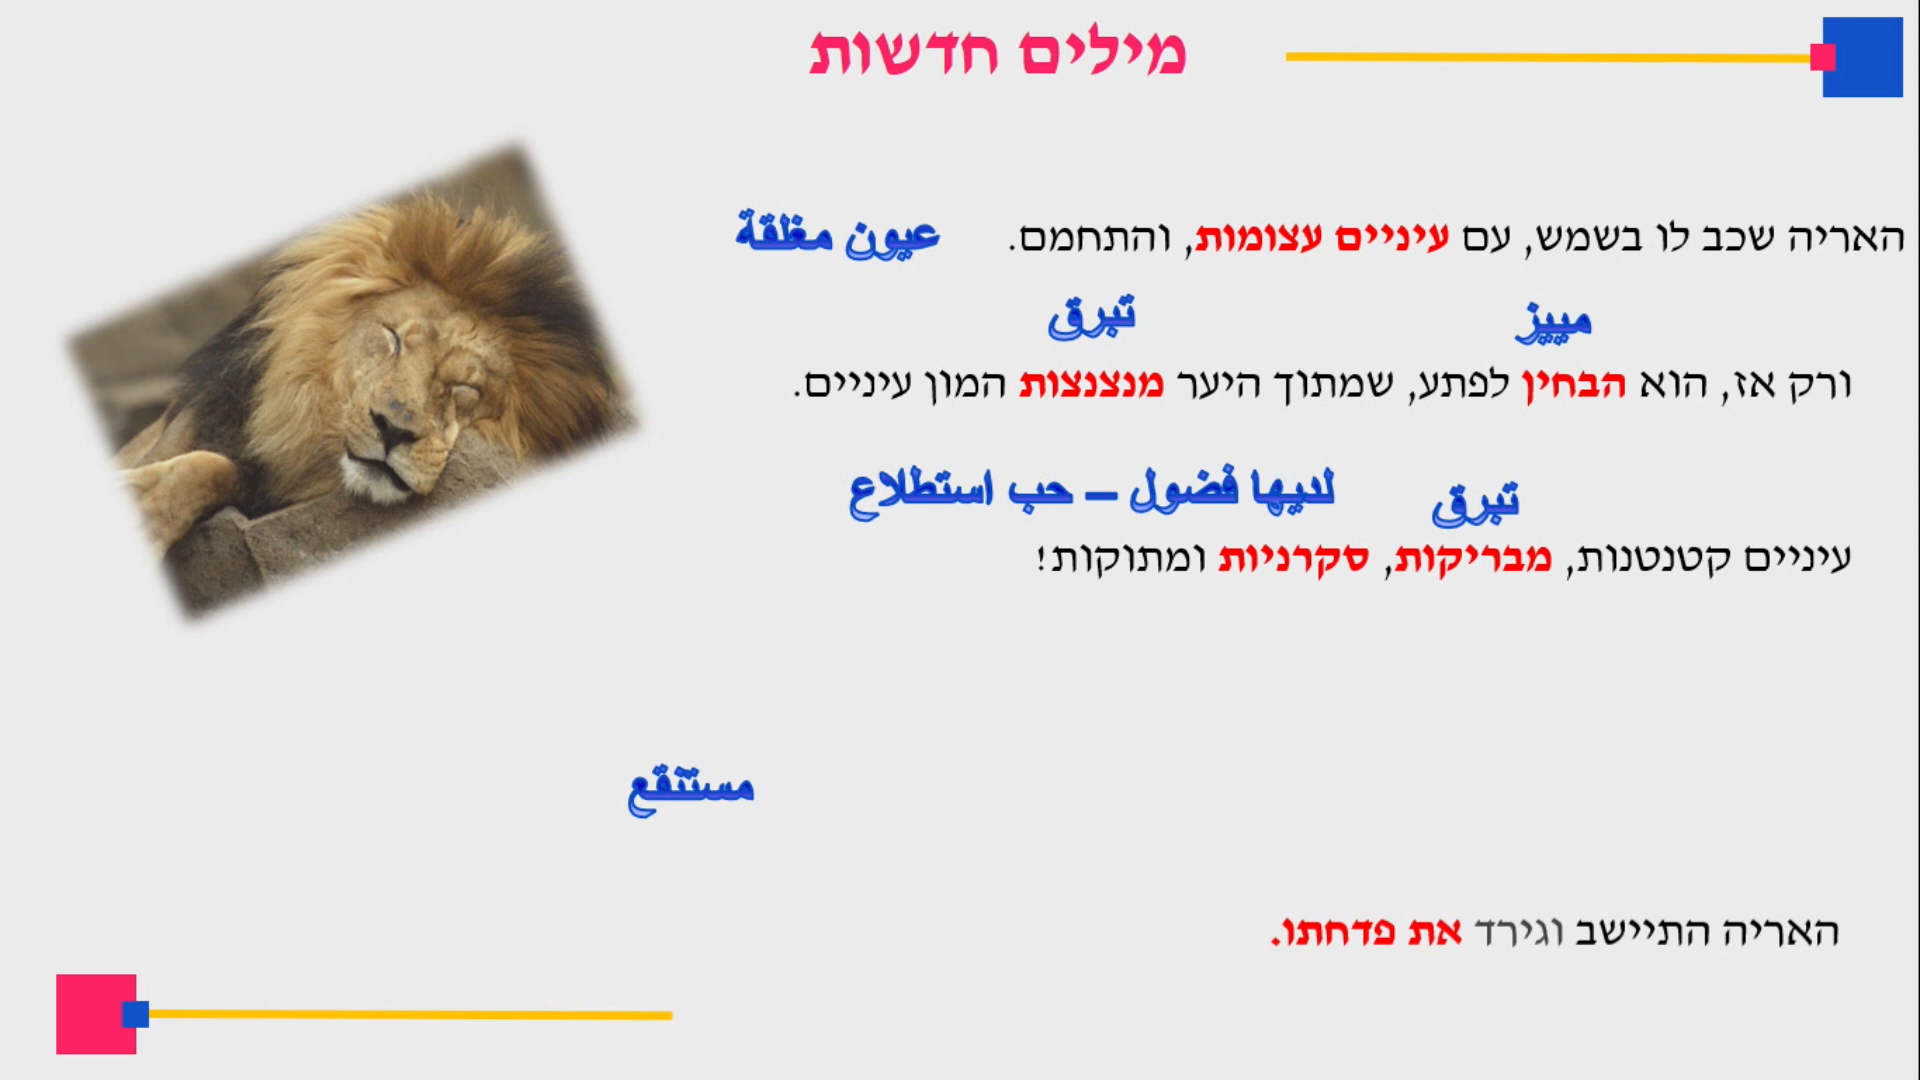 מילים חדשות
האריה שכב לו בשמש, עם עיניים עצומות, והתחמם. عيون مغلقة
مييز تبرق
ורק אז, הוא הבחין לפתע, שמתוך היער מנצנצות המון עיניים.
تبرق لديها فضول – حب استطلاع
עיניים קטנטנות, מבריקות, סקרניות ומתוקות!
مستنقع
האריה התיישב וגירד את פדחתו.